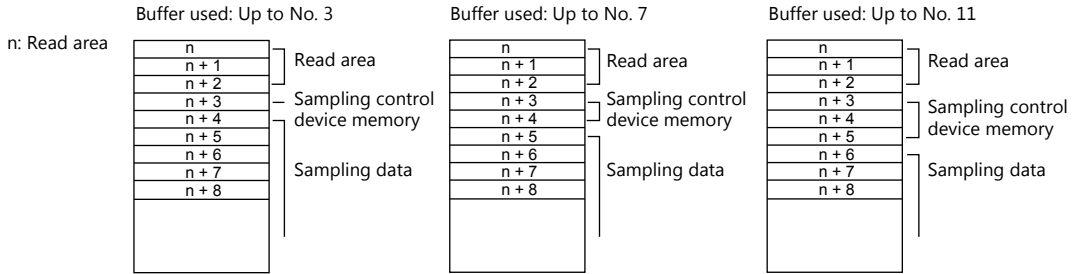 Buffer used: Up to No. 3
Buffer used: Up to No. 7
Buffer used: Up to No. 11
n: Read area
n
n + 1
n + 2
n + 3
n + 4
n + 5
n + 6
n + 7
n + 8
Read area
Sampling control
device memory
Sampling data
n
n + 1
n + 2
n + 3
n + 4
n + 5
n + 6
n + 7
n + 8
Read area
Sampling control
device memory
Sampling data
n
n + 1
n + 2
n + 3
n + 4
n + 5
n + 6
n + 7
n + 8
Read area
Sampling control
device memory
Sampling data